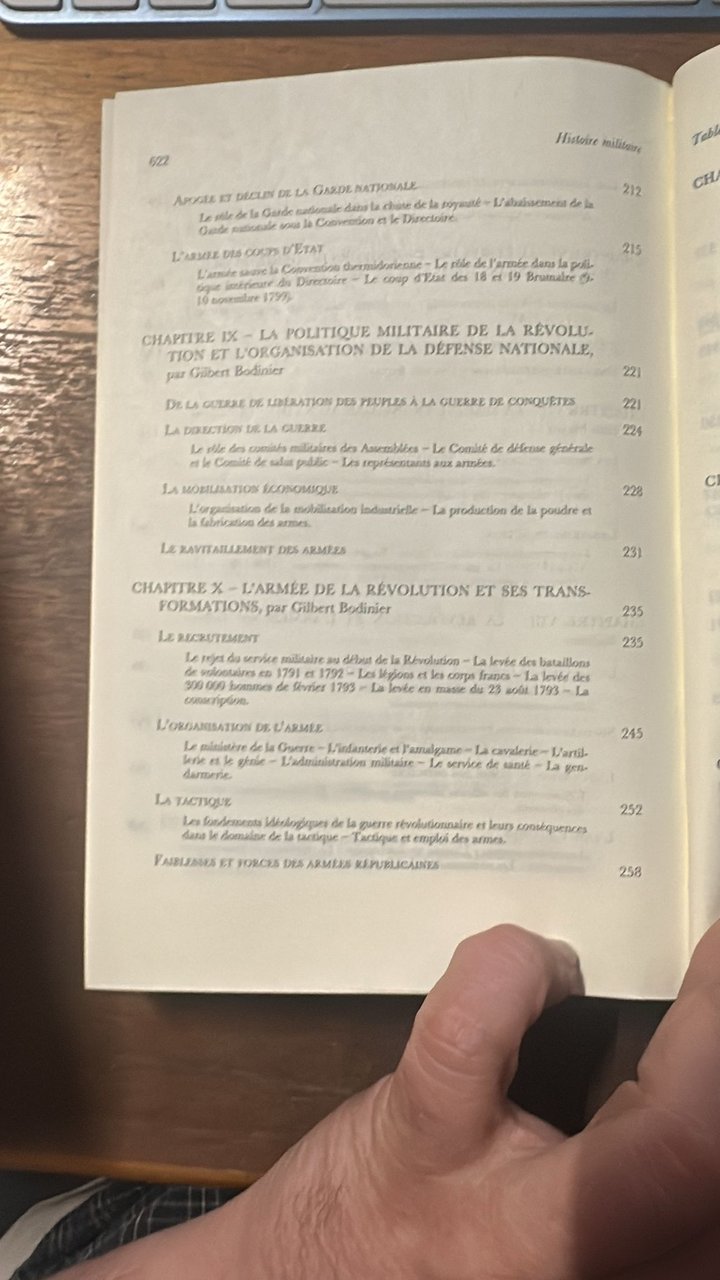 622
Histoire militaire
APOGÉE ET DÉCLIN DE LA GARDE NATIONALE 212
Le rôle de la Garde nationale dans la chute de la royauté – L'abaissement de la
Garde nationale sous la Convention et le Directoire.
L'ARMÉE DES COUPS D'ÉTAT 215
L'armée sauve la Convention thermidorienne – Le rôle de l'armée dans la poli-
tique intérieure du Directoire – Le coup d'État des 18 et 19 Brumaire (9-
10 novembre 1799).
CHAPITRE IX – LA POLITIQUE MILITAIRE DE LA RÉVOLU-
TION ET L'ORGANISATION DE LA DÉFENSE NATIONALE,
par Gilbert Bodinier 221
DE LA GUERRE DE LIBÉRATION DES PEUPLES À LA GUERRE DE CONQUÊTES 221
LA DIRECTION DE LA GUERRE 224
Le rôle des comités militaires des Assemblées – Le Comité de défense générale
et le Comité de salut public – Les représentants aux armées.
LA MOBILISATION ÉCONOMIQUE 228
L'organisation de la mobilisation industrielle – La production de la poudre et
la fabrication des armes.
LE RAVITAILLEMENT DES ARMÉES 231
CHAPITRE X – L'ARMÉE DE LA RÉVOLUTION ET SES TRANS-
FORMATIONS, par Gilbert Bodinier 235
LE RECRUTEMENT 235
Le rejet du service militaire au début de la Révolution – La levée des bataillons
de volontaires en 1791 et 1792 – Les légions et les corps francs – La levée des
300 000 hommes de février 1793 – La levée en masse du 23 août 1793 – La
conscription.
L'ORGANISATION DE L'ARMÉE 245
Le ministère de la Guerre – L'infanterie et l'amalgame – La cavalerie – L'artil-
lerie et le génie – L'administration militaire – Le service de santé – La gen-
darmerie.
LA TACTIQUE 252
Les fondements idéologiques de la guerre révolutionnaire et leurs conséquences
dans le domaine de la tactique – Tactique et emploi des armes.
FAIBLESSES ET FORCES DES ARMÉES RÉPUBLICAINES 258
Tabl
CHA